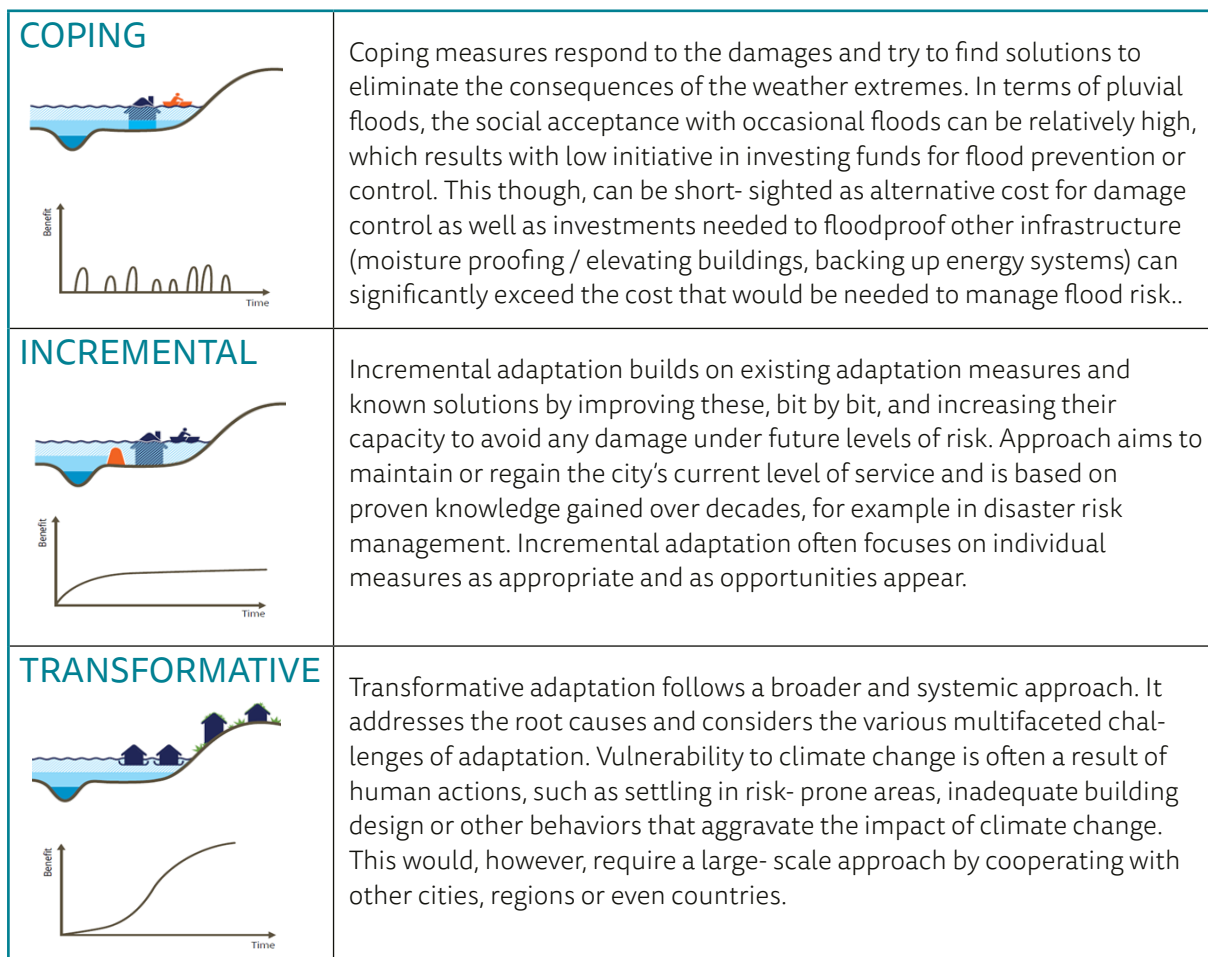 COPING
Benefit
Time
Coping measures respond to the damages and try to find solutions to
eliminate the consequences of the weather extremes. In terms of pluvial
floods, the social acceptance with occasional floods can be relatively high,
which results with low initiative in investing funds for flood prevention or
control. This though, can be short- sighted as alternative cost for damage
control as well as investments needed to floodproof other infrastructure
(moisture proofing / elevating buildings, backing up energy systems) can
significantly exceed the cost that would be needed to manage flood risk..
INCREMENTAL
Benefit
Time
Incremental adaptation builds on existing adaptation measures and
known solutions by improving these, bit by bit, and increasing their
capacity to avoid any damage under future levels of risk. Approach aims to
maintain or regain the city's current level of service and is based on
proven knowledge gained over decades, for example in disaster risk
management. Incremental adaptation often focuses on individual
measures as appropriate and as opportunities appear.
TRANSFORMATIVE
Benefit
Time
Transformative adaptation follows a broader and systemic approach. It
addresses the root causes and considers the various multifaceted chal-
lenges of adaptation. Vulnerability to climate change is often a result of
human actions, such as settling in risk- prone areas, inadequate building
design or other behaviors that aggravate the impact of climate change.
This would, however, require a large- scale approach by cooperating with
other cities, regions or even countries.